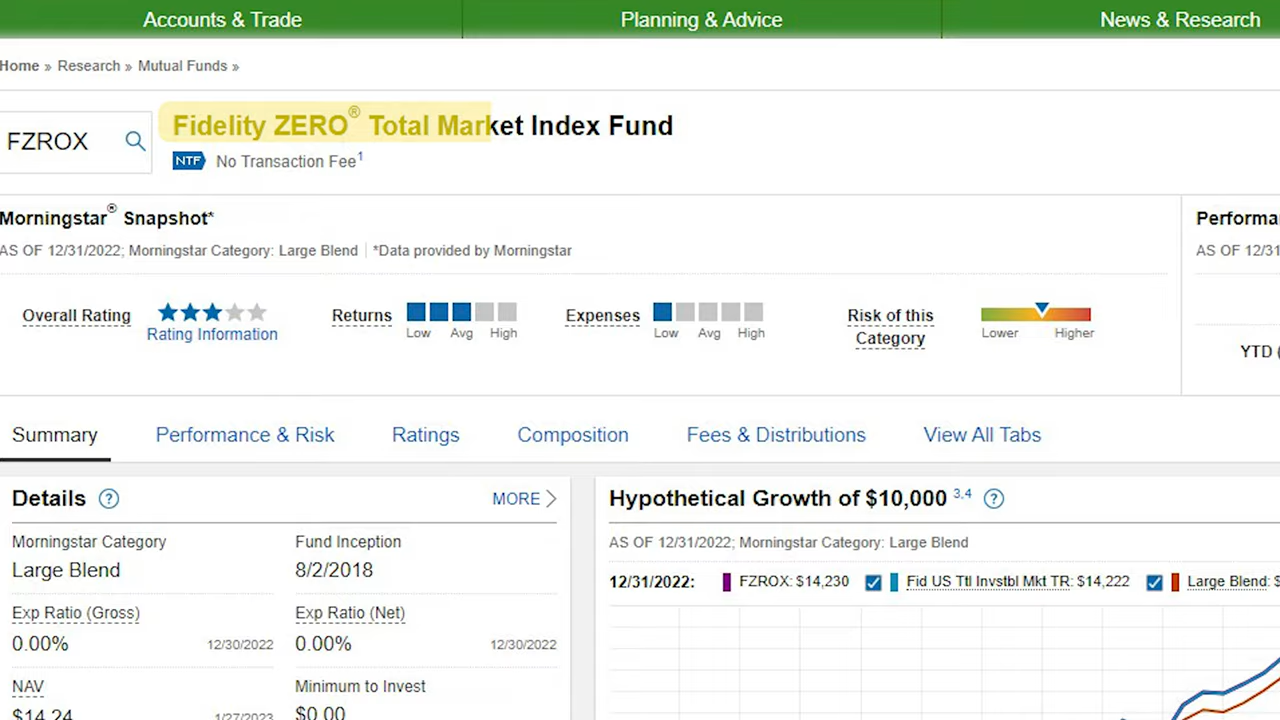 Accounts & Trade Planning & Advice News & Research
Home » Research » Mutual Funds »
FZROX
Fidelity ZERO® Total Market Index Fund
NTF No Transaction Fee1
Morningstar® Snapshot*
AS OF 12/31/2022; Morningstar Category: Large Blend *Data provided by Morningstar
Performa
AS OF 12/31
Overall Rating
Rating Information
Returns
Low Avg High
Expenses
Low Avg High
Risk of this
Category
Lower Higher
YTD (
Summary Performance & Risk Ratings Composition Fees & Distributions View All Tabs
Details ? MORE
Morningstar Category
Large Blend
Fund Inception
8/2/2018
Exp Ratio (Gross)
0.00% 12/30/2022
Exp Ratio (Net)
0.00% 12/30/2022
NAV
$14.24 1/27/2023
Minimum to Invest
$0.00
Hypothetical Growth of $10,000 3,4 ?
AS OF 12/31/2022; Morningstar Category: Large Blend
12/31/2022: FZROX: $14,230 Fid US Ttl Invstbl Mkt TR: $14,222 Large Blend: $